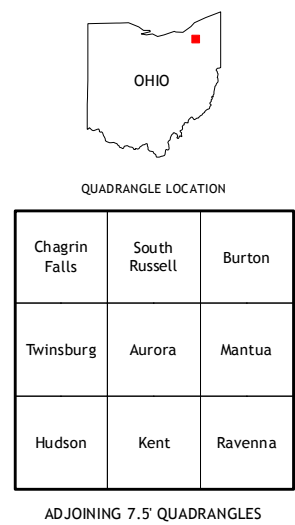 OHIO
QUADRANGLE LOCATION
Chagrin
Falls
South
Russell
Burton
Twinsburg
Aurora
Mantua
Hudson
Kent
Ravenna
ADJOINING 7.5' QUADRANGLES